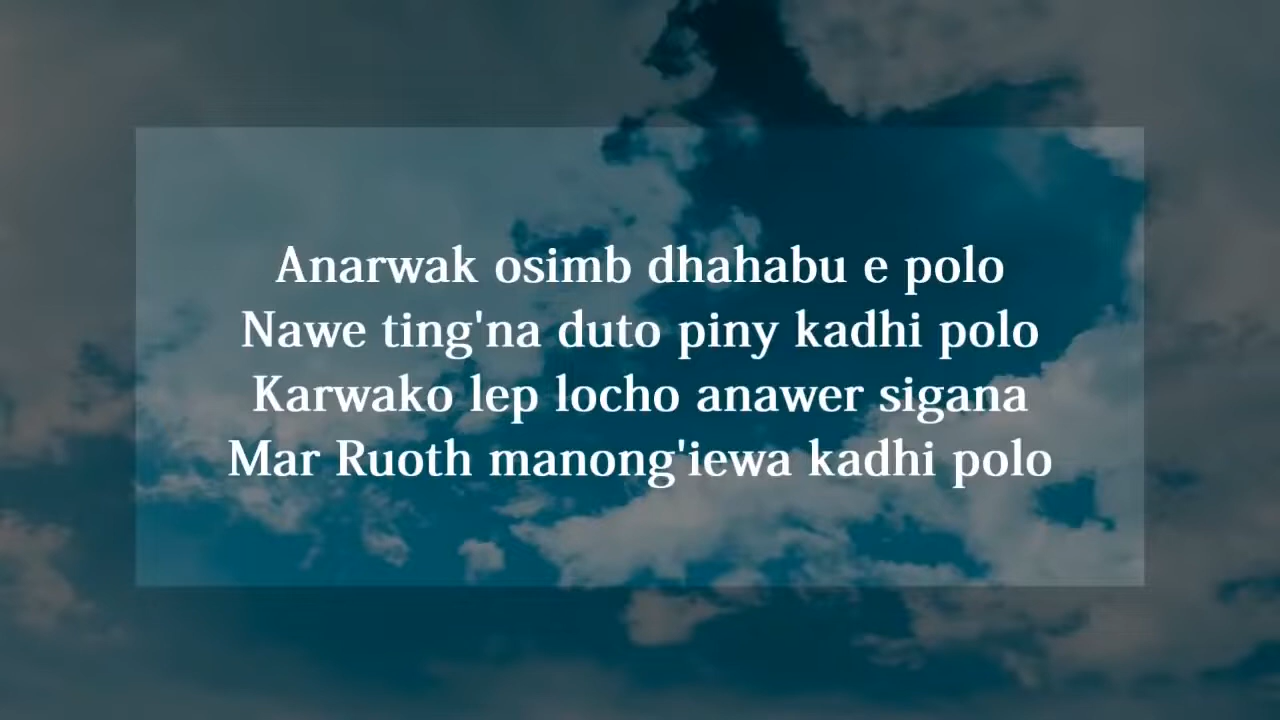 Anarwak osimb dhahabu e polo
Nawe ting'na duto piny kadhi polo
Karwako lep locho anawer sigana
Mar Ruoth manong'iewa kadhi polo